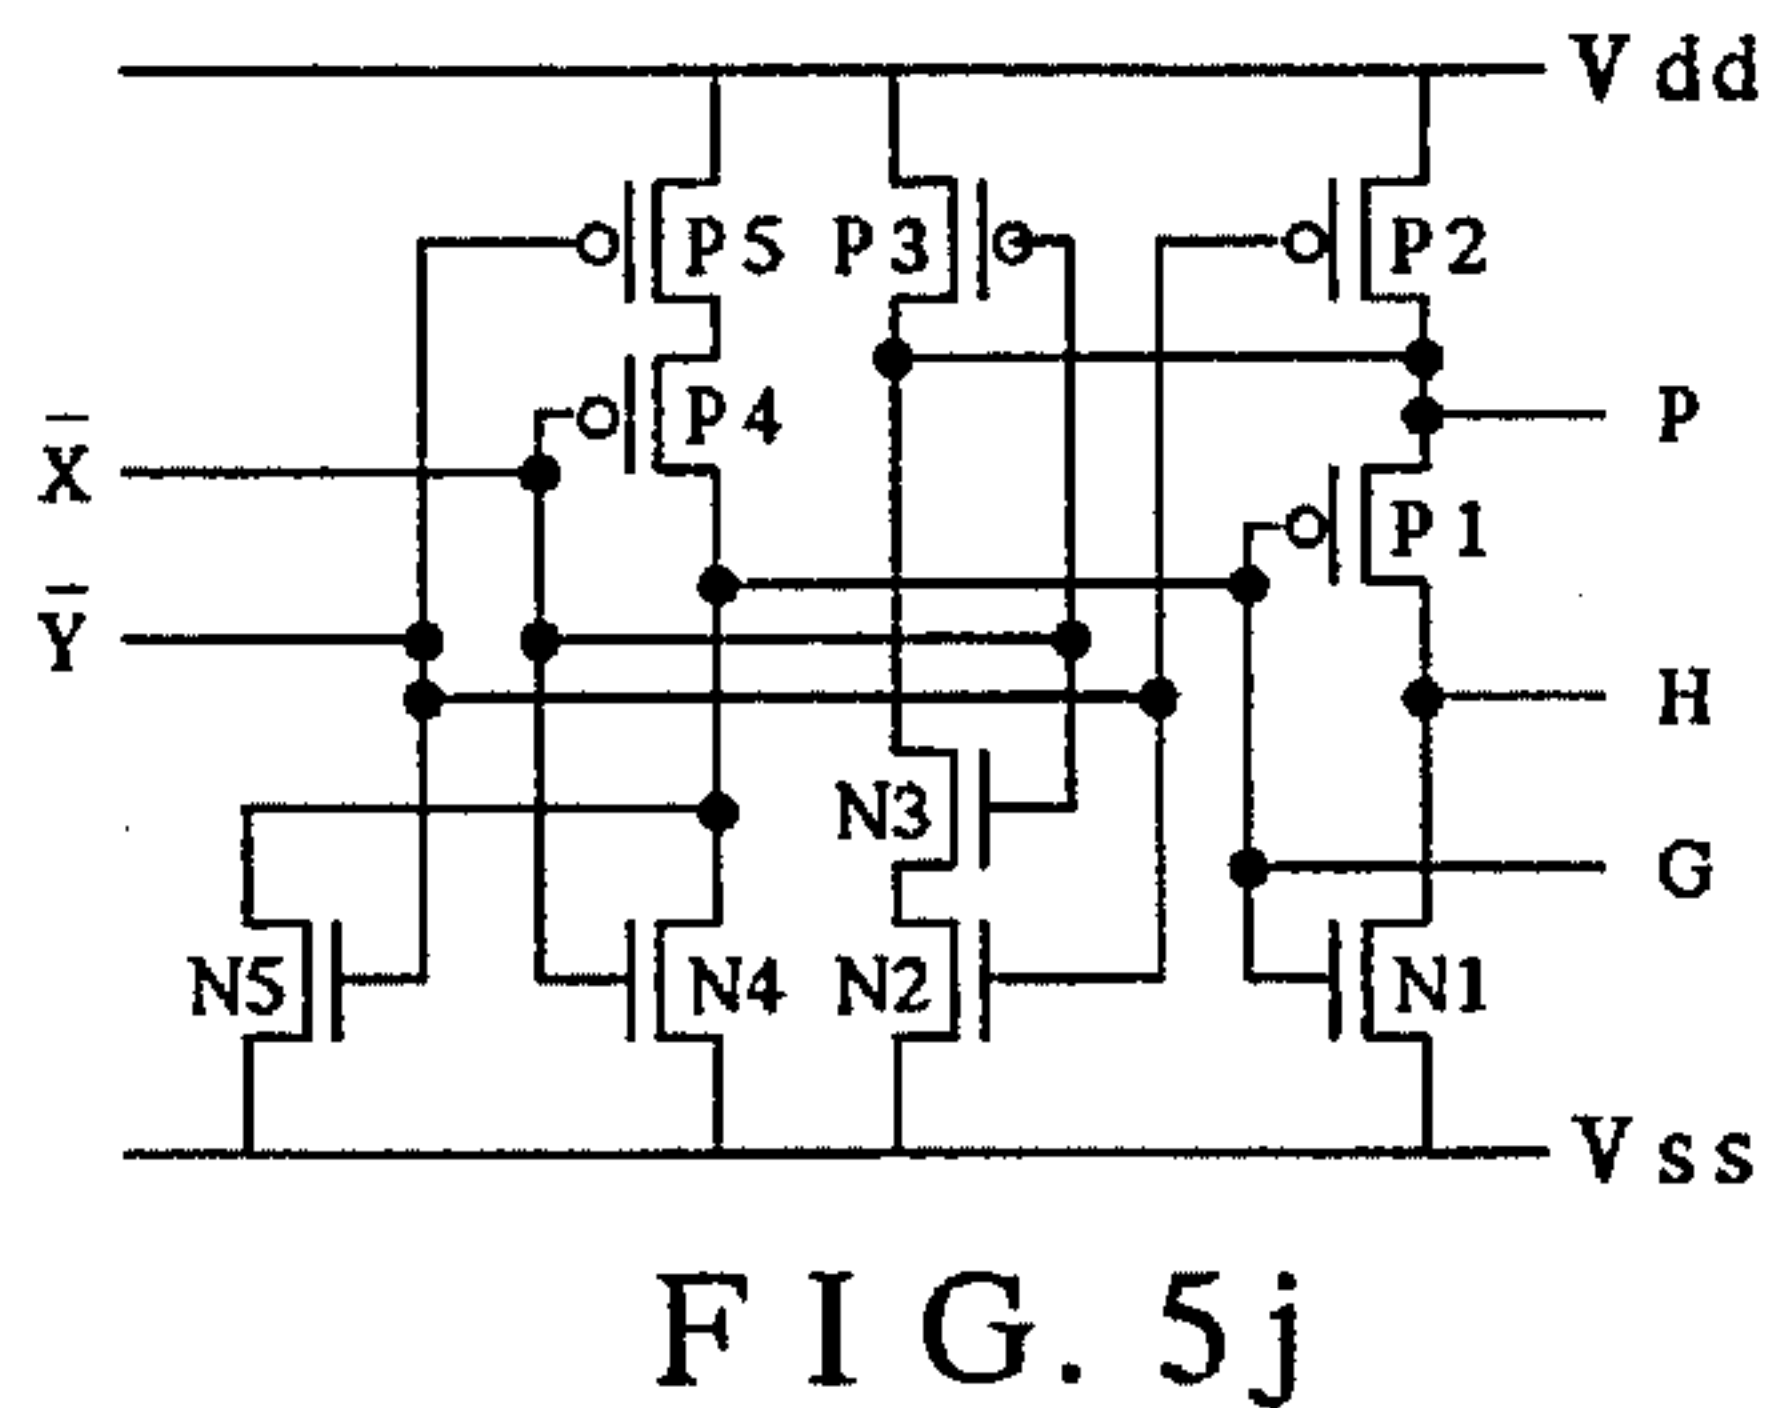 Vdd
P5 P3 P2
P4 P
X̅
P1
Y̅
H
N3
G
N5 N4 N2 N1
Vss
FIG. 5j